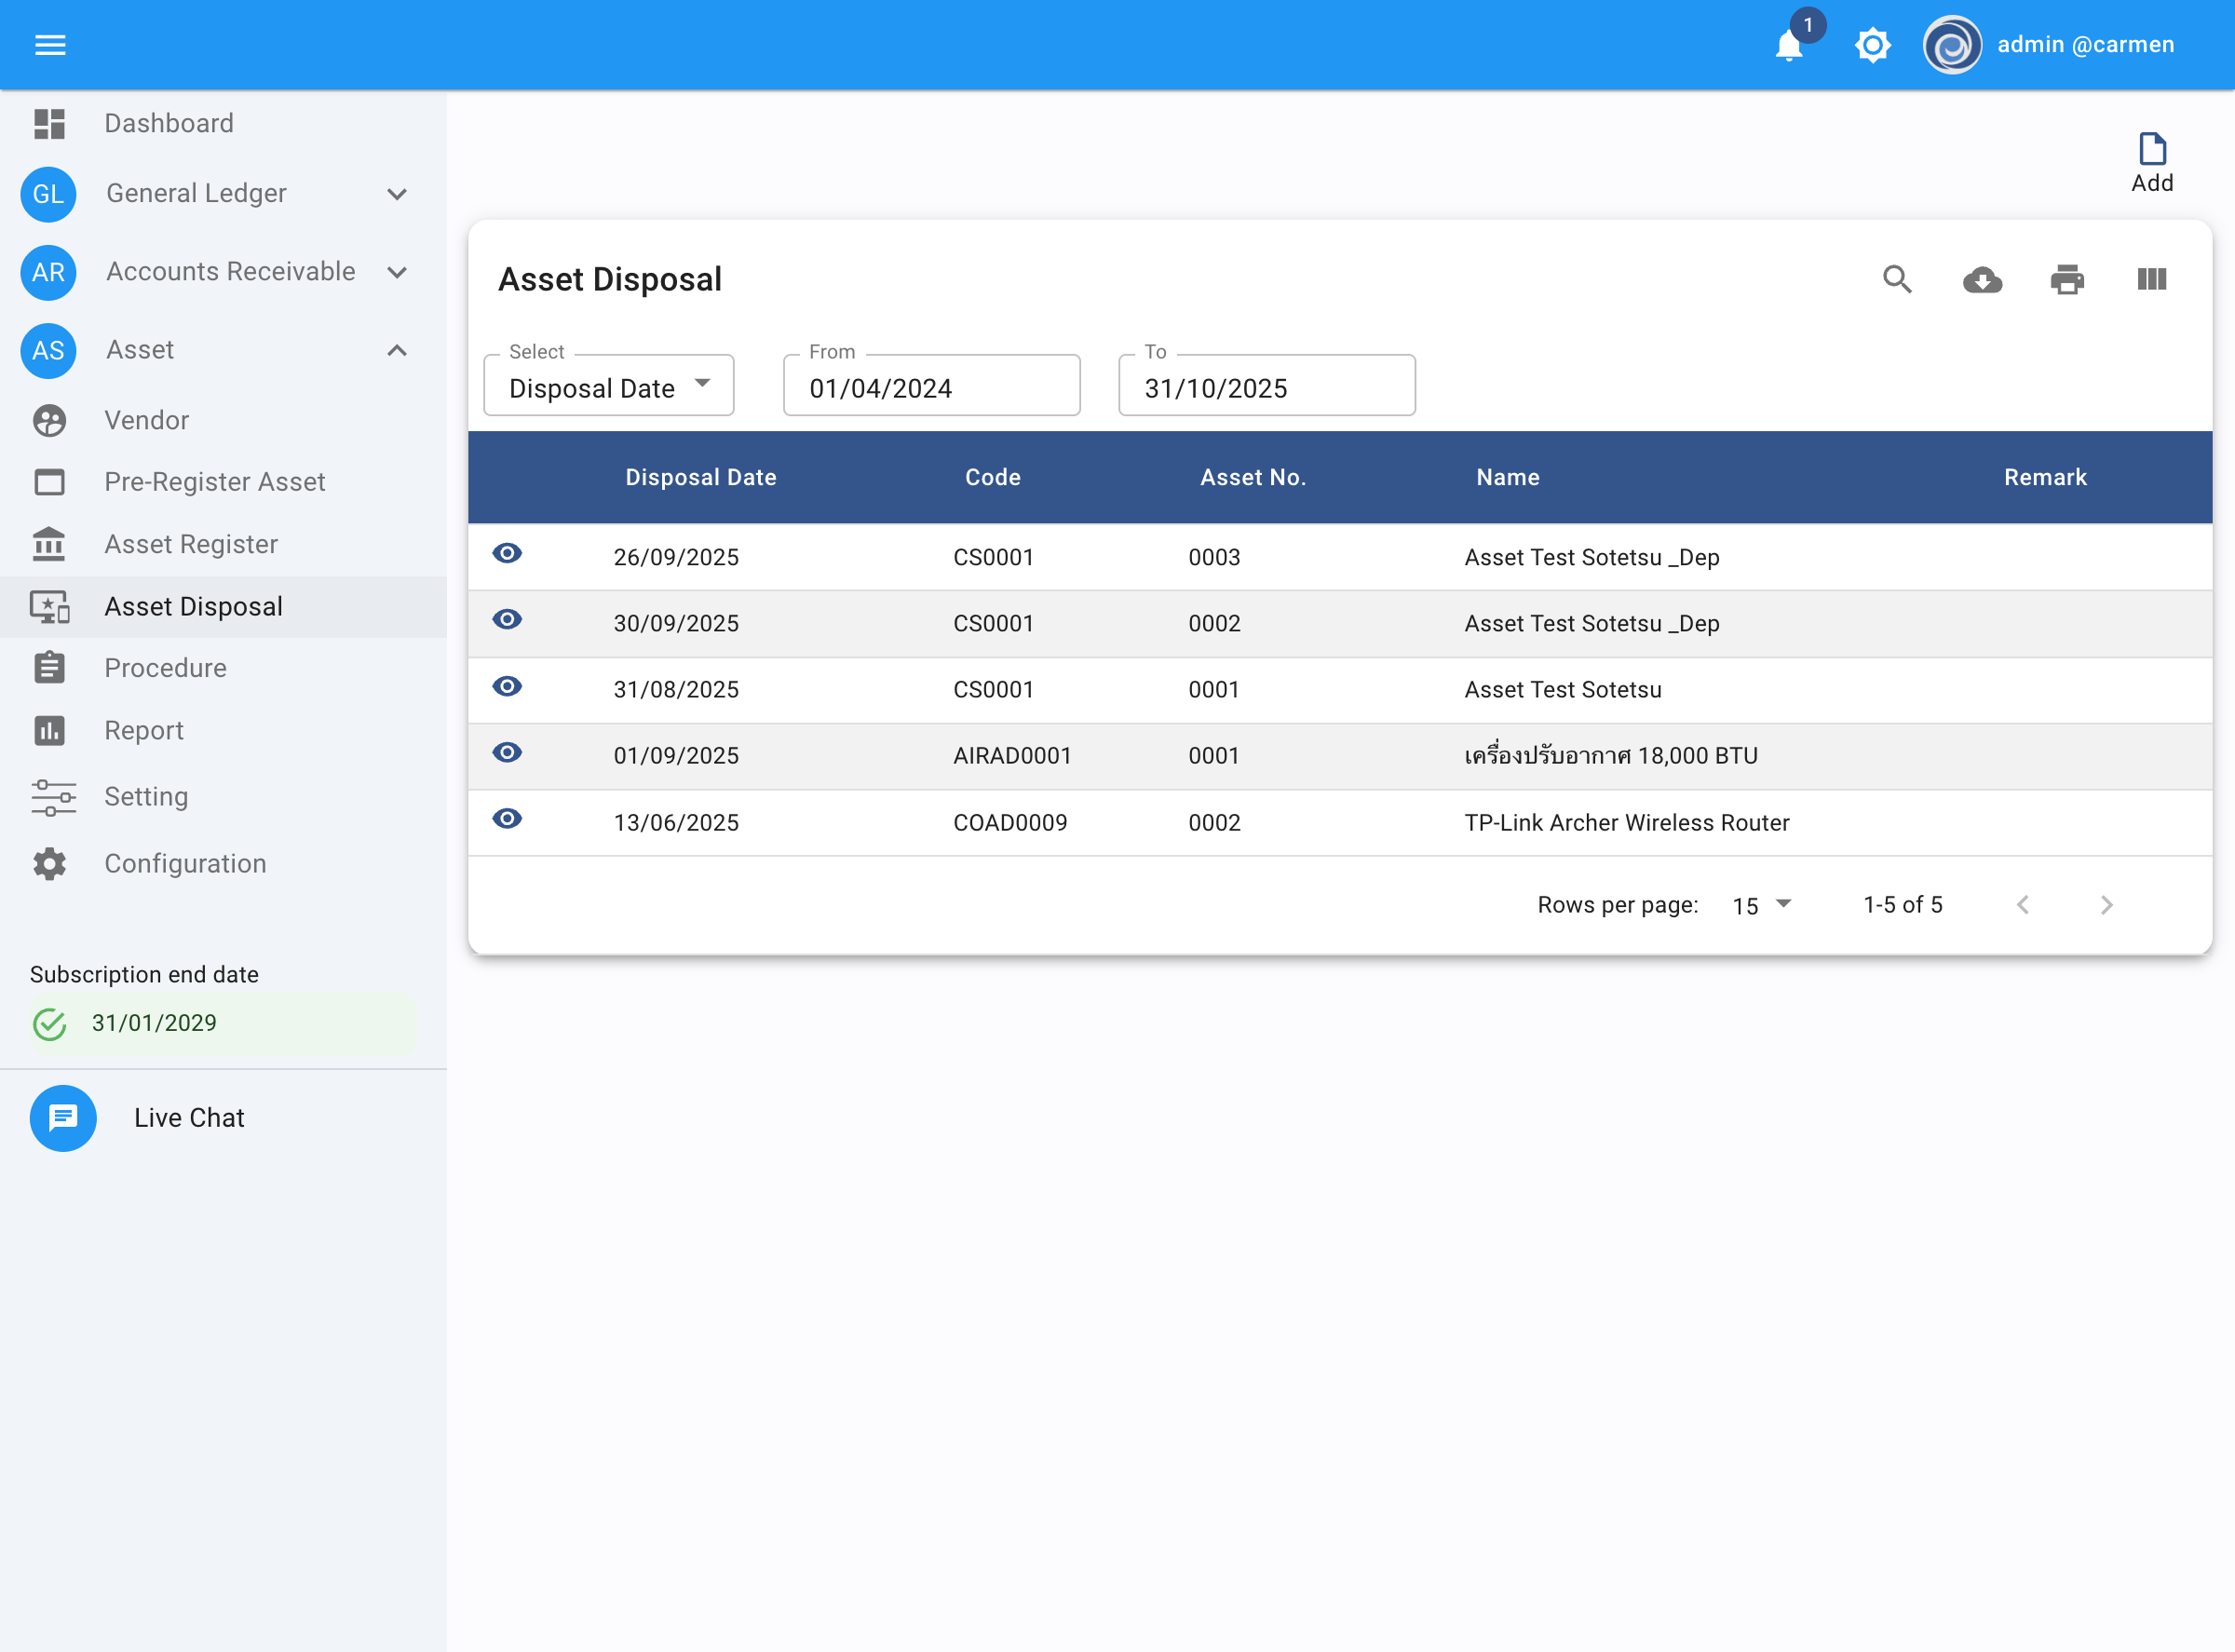 1
admin @carmen
Dashboard
GL General Ledger
AR Accounts Receivable
AS Asset
Vendor
Pre-Register Asset
Asset Register
Asset Disposal
Procedure
Report
Setting
Configuration
Subscription end date
31/01/2029
Live Chat
Add
Asset Disposal
Select From To
Disposal Date 01/04/2024 31/10/2025
Disposal Date Code Asset No. Name Remark
26/09/2025 CS0001 0003 Asset Test Sotetsu _Dep
30/09/2025 CS0001 0002 Asset Test Sotetsu _Dep
31/08/2025 CS0001 0001 Asset Test Sotetsu
01/09/2025 AIRAD0001 0001 เครื่องปรับอากาศ 18,000 BTU
13/06/2025 COAD0009 0002 TP-Link Archer Wireless Router
Rows per page: 15 1-5 of 5